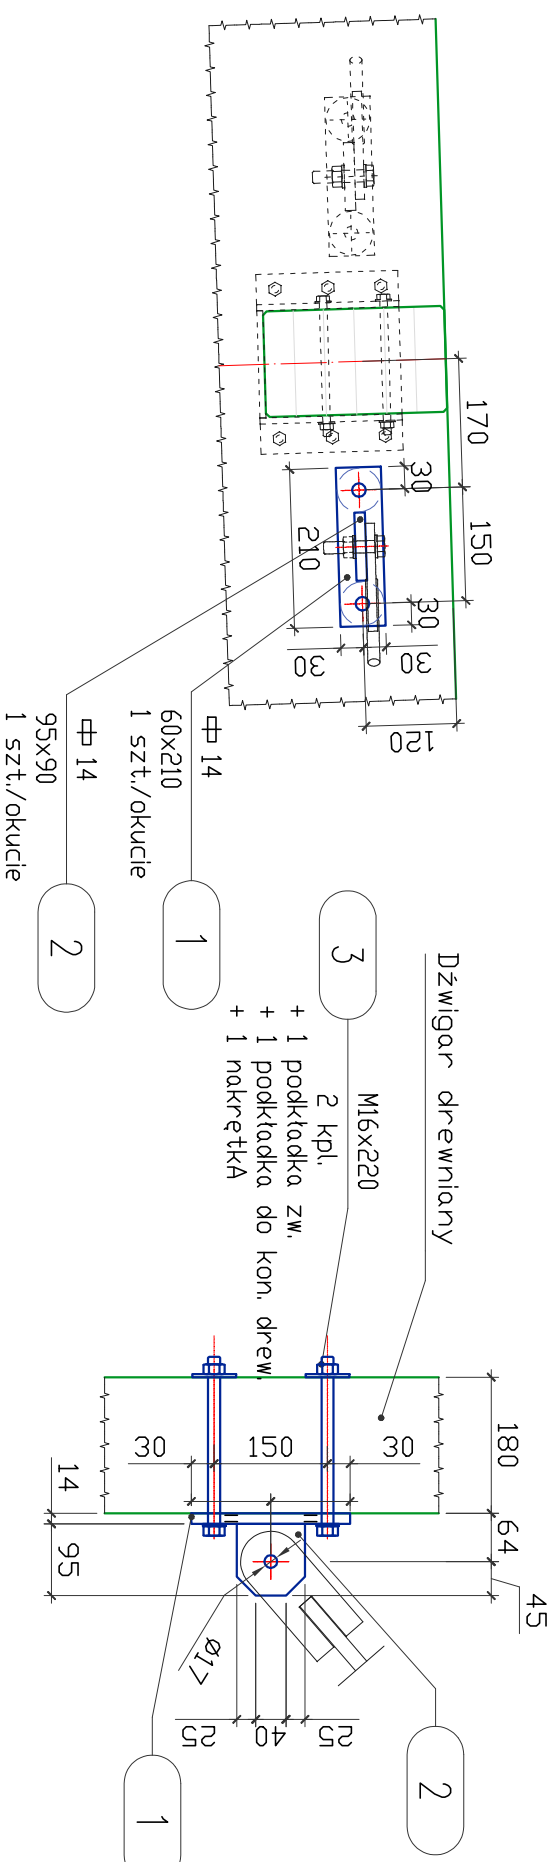 170
150
30
30
210
30
30
120
⌹ 14
60x210
1 szt./okucie
1
⌹ 14
95x90
1 szt./okucie
2
3
M16x220
2 kpl.
+ 1 podkładka zw.
+ 1 podkładka do kon. drew.
+ 1 nakrętkA
Dźwigar drewniany
180
64
45
30
150
30
14
95
Ø17
25
40
25
2
1